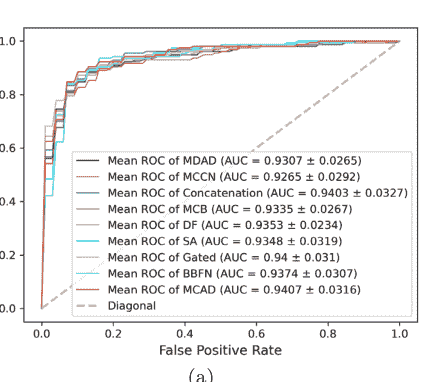 1.0
0.8
0.6
0.4
0.2
0.0
Mean ROC of MDAD (AUC = 0.9307 ± 0.0265)
Mean ROC of MCCN (AUC = 0.9265 ± 0.0292)
Mean ROC of Concatenation (AUC = 0.9403 ± 0.0327)
Mean ROC of MCB (AUC = 0.9335 ± 0.0267)
Mean ROC of DF (AUC = 0.9353 ± 0.0234)
Mean ROC of SA (AUC = 0.9348 ± 0.0319)
Mean ROC of Gated (AUC = 0.94 ± 0.031)
Mean ROC of BBFN (AUC = 0.9374 ± 0.0307)
Mean ROC of MCAD (AUC = 0.9407 ± 0.0316)
Diagonal
0.0 0.2 0.4 0.6 0.8 1.0
False Positive Rate
(a)